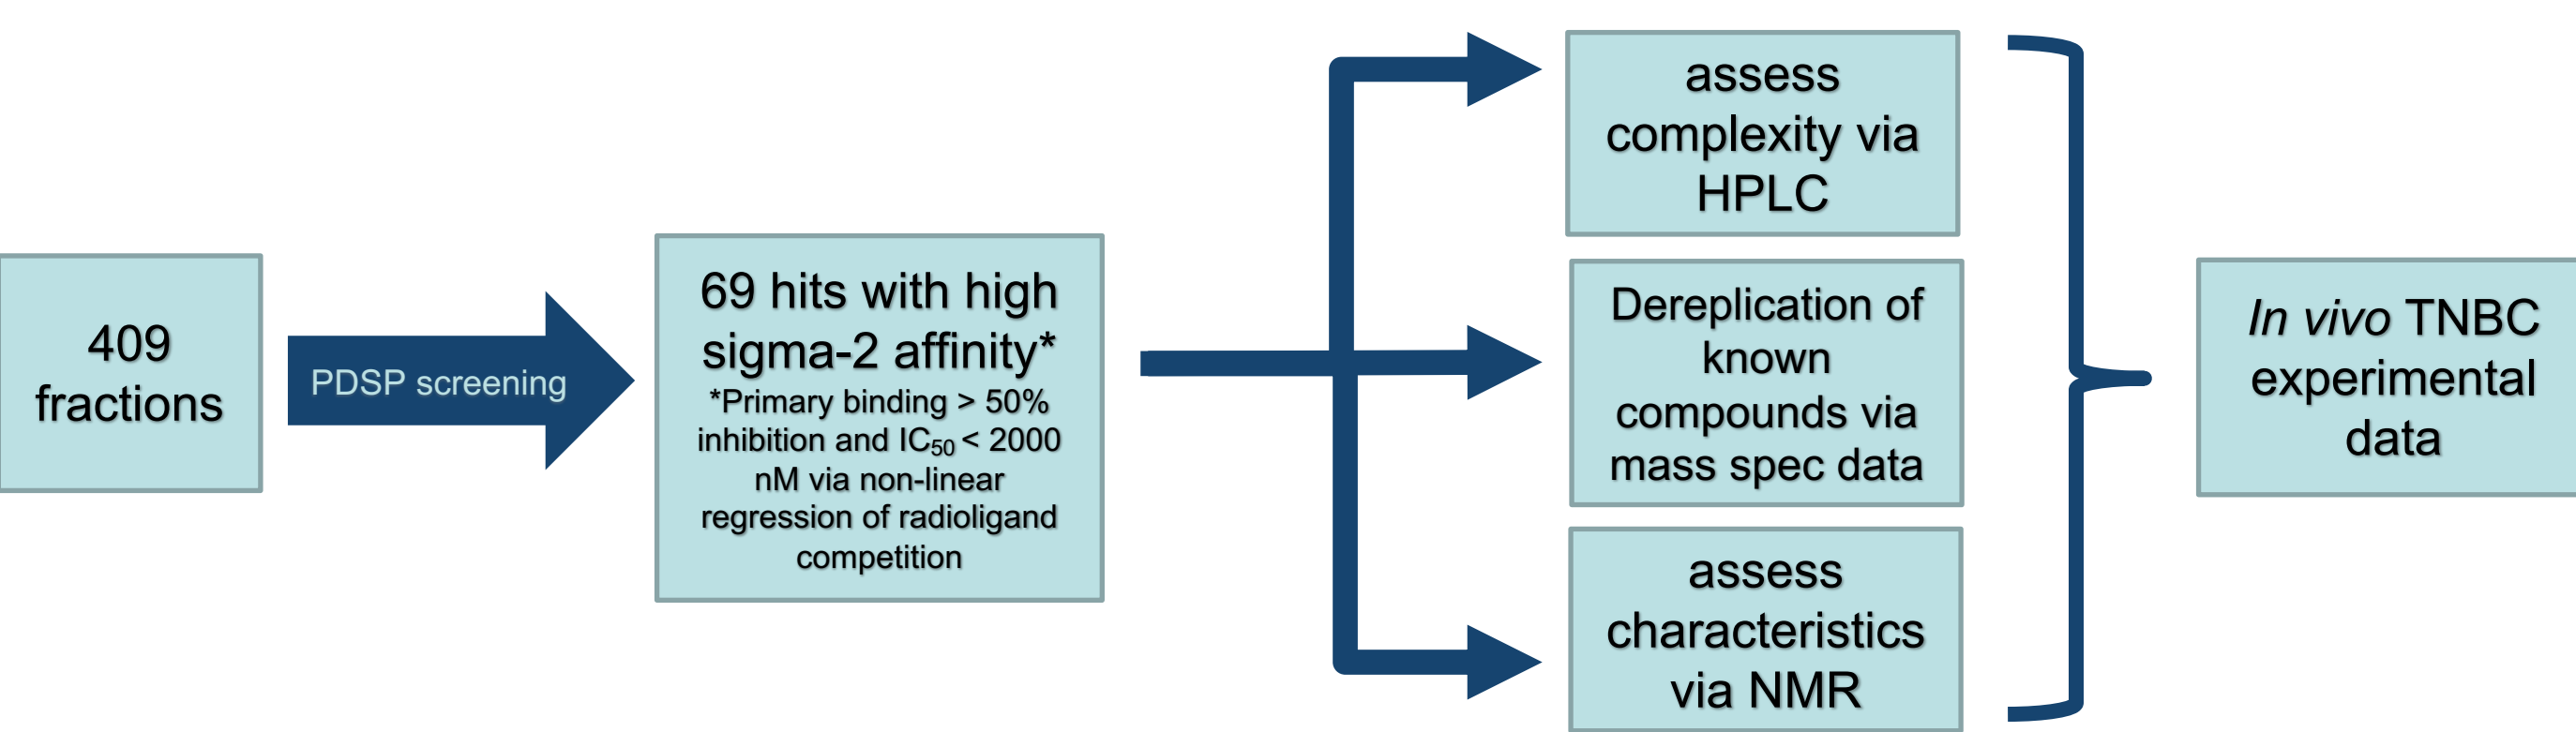 409
fractions
PDSP screening
69 hits with high
sigma-2 affinity*
*Primary binding > 50%
inhibition and IC₅₀ < 2000
nM via non-linear
regression of radioligand
competition
assess
complexity via
HPLC
Dereplication of
known
compounds via
mass spec data
assess
characteristics
via NMR
In vivo TNBC
experimental
data